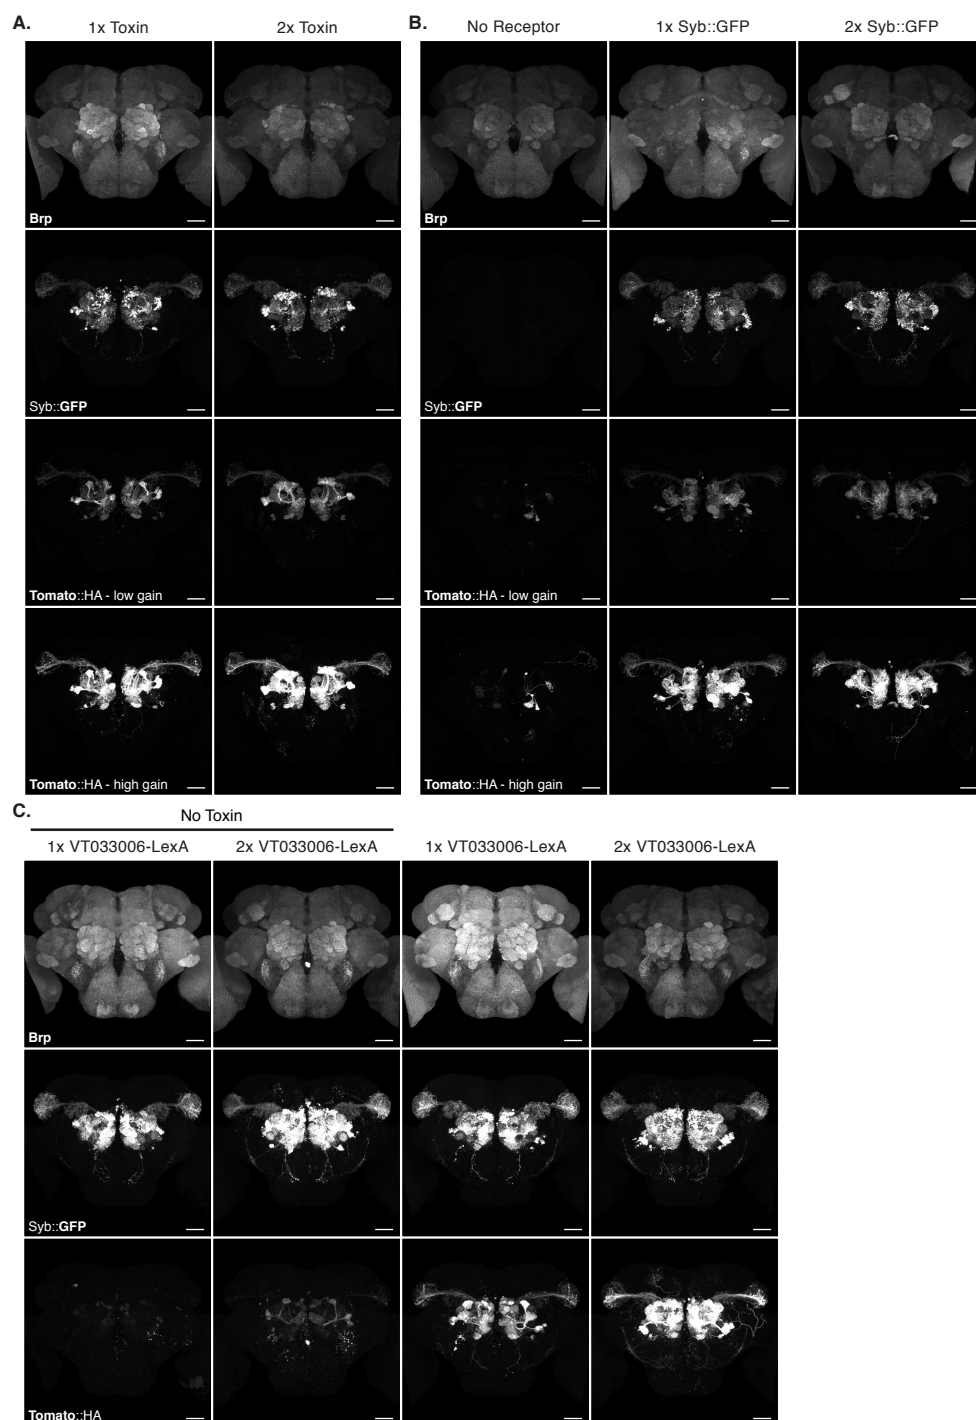 A.
1x Toxin
2x Toxin
Brp
Syb::GFP
Tomato::HA - low gain
Tomato::HA - high gain
B.
No Receptor
1x Syb::GFP
2x Syb::GFP
Brp
Syb::GFP
Tomato::HA - low gain
Tomato::HA - high gain
C.
No Toxin
1x VT033006-LexA
2x VT033006-LexA
1x VT033006-LexA
2x VT033006-LexA
Brp
Syb::GFP
Tomato::HA